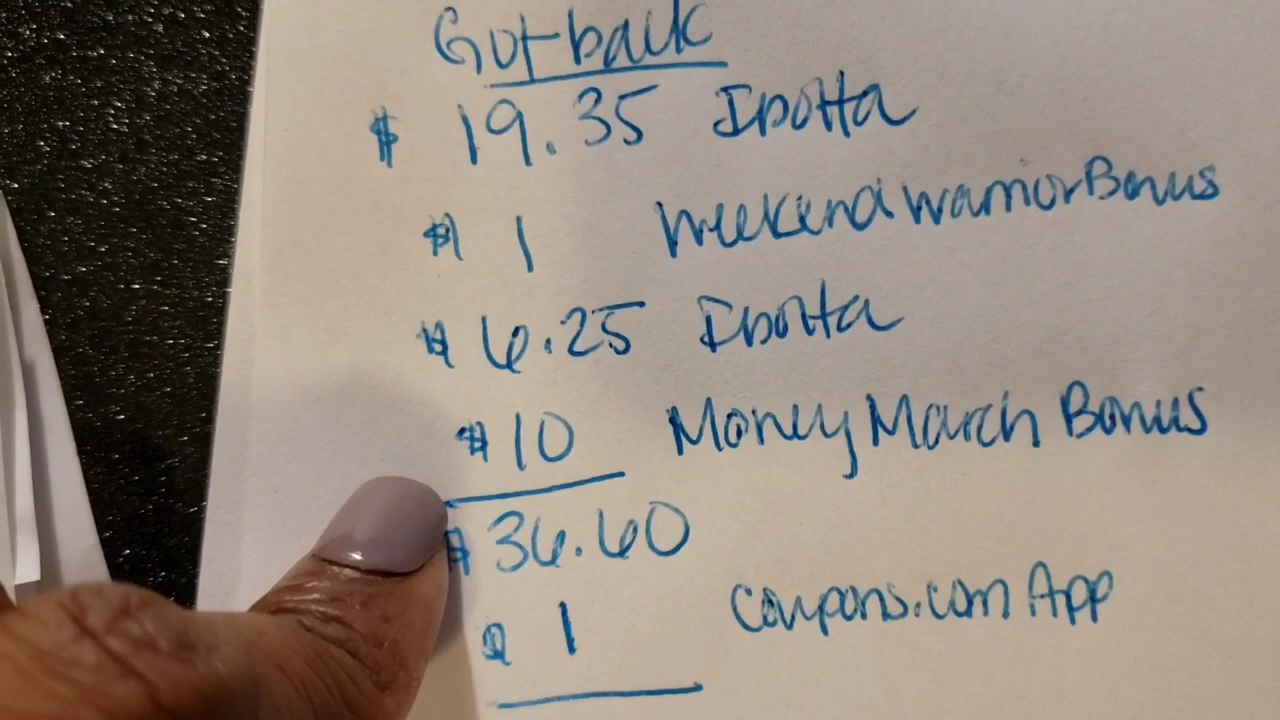 Got back
$ 19.35 Ibotta
$ 1 Weekend Warrior Bonus
$ 6.25 Ibotta
$ 10 Money March Bonus
$ 36.60
$ 1 Coupons.com App